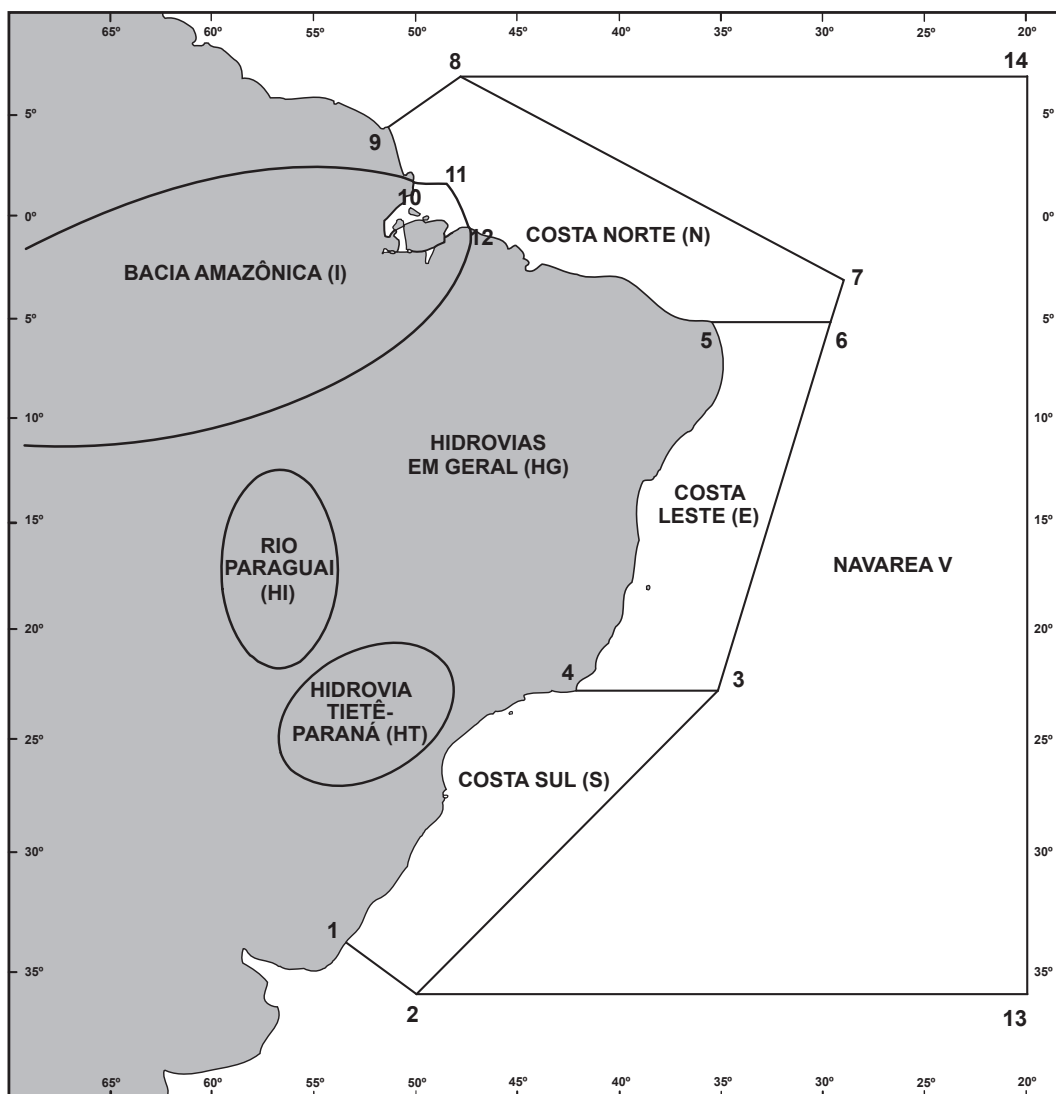 65º 60º 55º 50º 45º 40º 35º 30º 25º 20º
8 14
5º 5º
9
11
10
0º 0º
12
COSTA NORTE (N)
BACIA AMAZÔNICA (I)
7
5º 5º
5 6
10º 10º
HIDROVIAS
EM GERAL (HG)
COSTA
LESTE (E)
15º 15º
RIO
PARAGUAI
(HI)
NAVAREA V
20º 20º
4 3
HIDROVIA
TIETÊ-
PARANÁ (HT)
25º 25º
COSTA SUL (S)
30º 30º
1
35º 35º
2 13
65º 60º 55º 50º 45º 40º 35º 30º 25º 20º